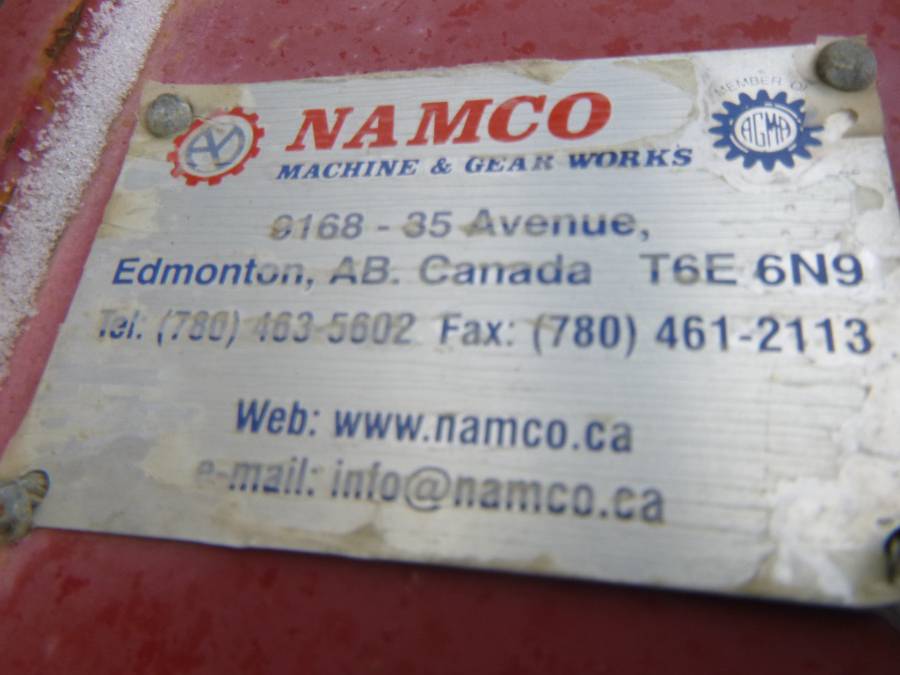 NAMCO
MACHINE & GEAR WORKS
MEMBER OF
AGMA
9168 - 35 Avenue,
Edmonton, AB. Canada T6E 6N9
Tel: (780) 463-5602 Fax: (780) 461-2113
Web: www.namco.ca
e-mail: info@namco.ca